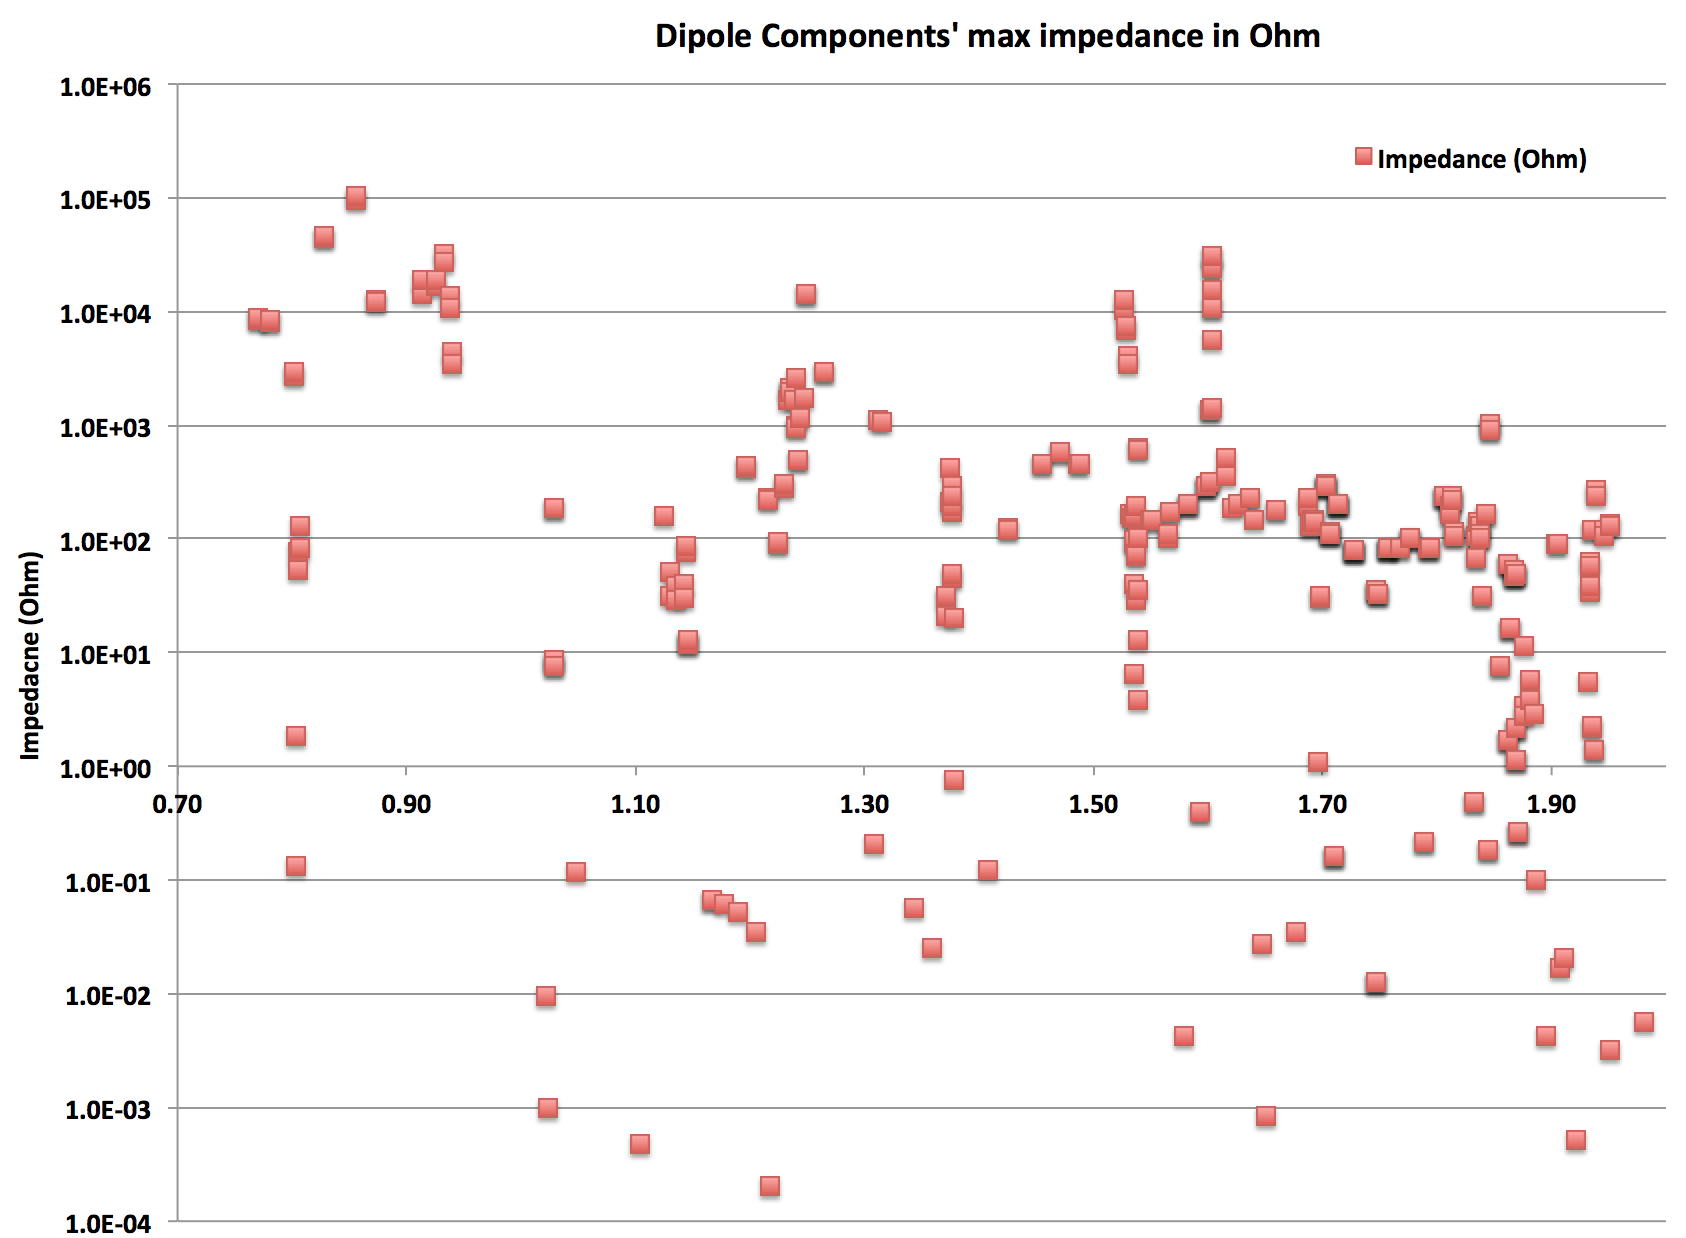 Dipole Components' max impedance in Ohm
1.0E+06
Impedance (Ohm)
1.0E+05
1.0E+04
1.0E+03
1.0E+02
1.0E+01
1.0E+00
0.70 0.90 1.10 1.30 1.50 1.70 1.90
1.0E-01
1.0E-02
1.0E-03
1.0E-04
Impedacne (Ohm)